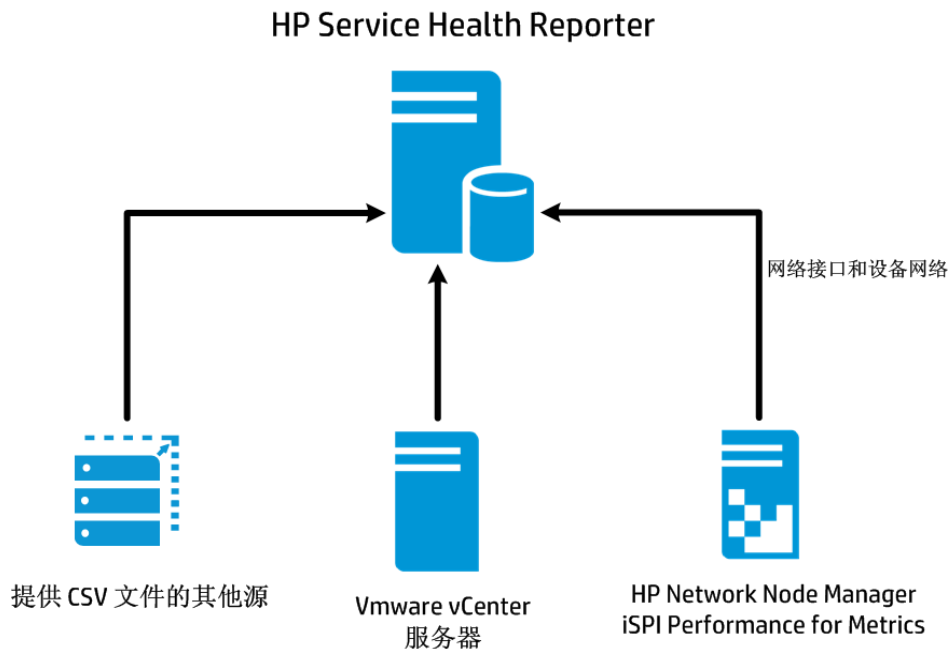 HP Service Health Reporter
网络接口和设备网络
提供 CSV 文件的其他源
Vmware vCenter
服务器
HP Network Node Manager
iSPI Performance for Metrics